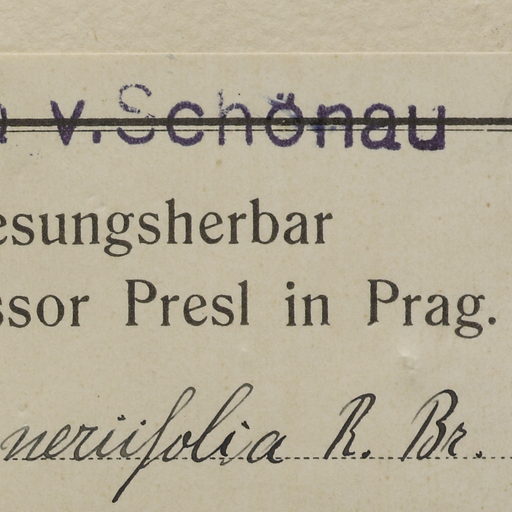 v. Schönau
esungsherbar
ssor Presl in Prag.
neriifolia R. Br.